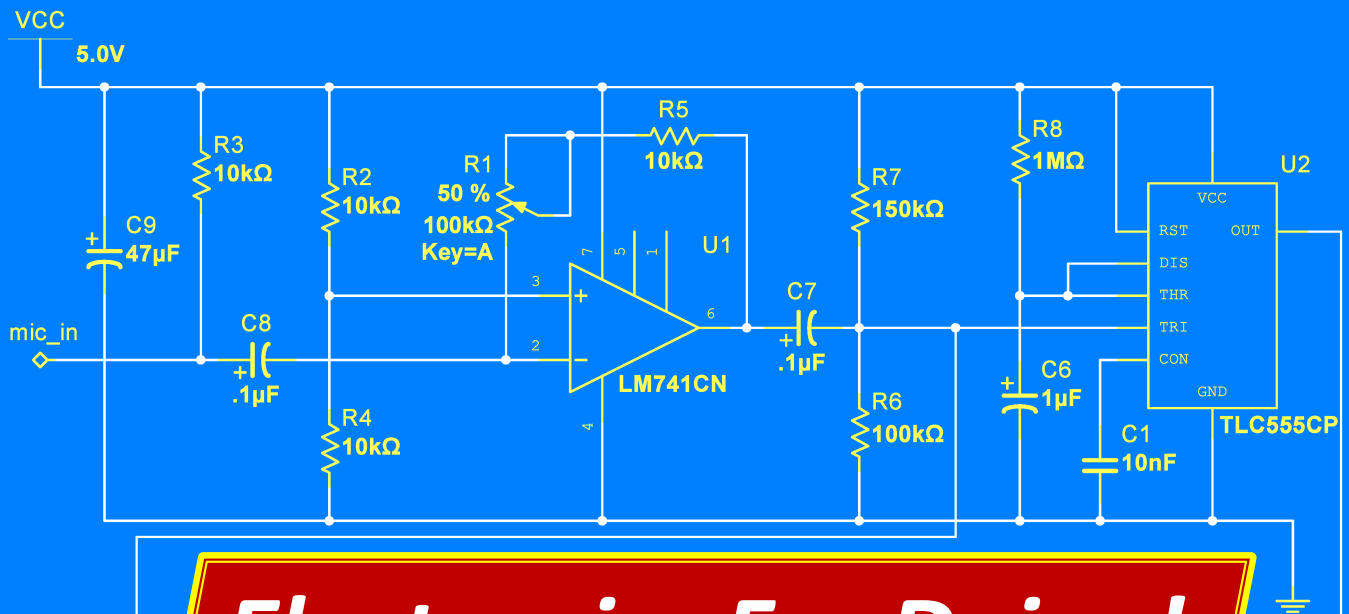 VCC
5.0V
R3
10kΩ
R2
10kΩ
R1
50 %
100kΩ
Key=A
R5
10kΩ
R7
150kΩ
R8
1MΩ
U2
VCC
RST
OUT
DIS
THR
TRI
CON
GND
TLC555CP
C9
47µF
mic_in
C8
.1µF
R4
10kΩ
7
5
1
U1
3
2
6
4
LM741CN
C7
.1µF
R6
100kΩ
C6
1µF
C1
10nF